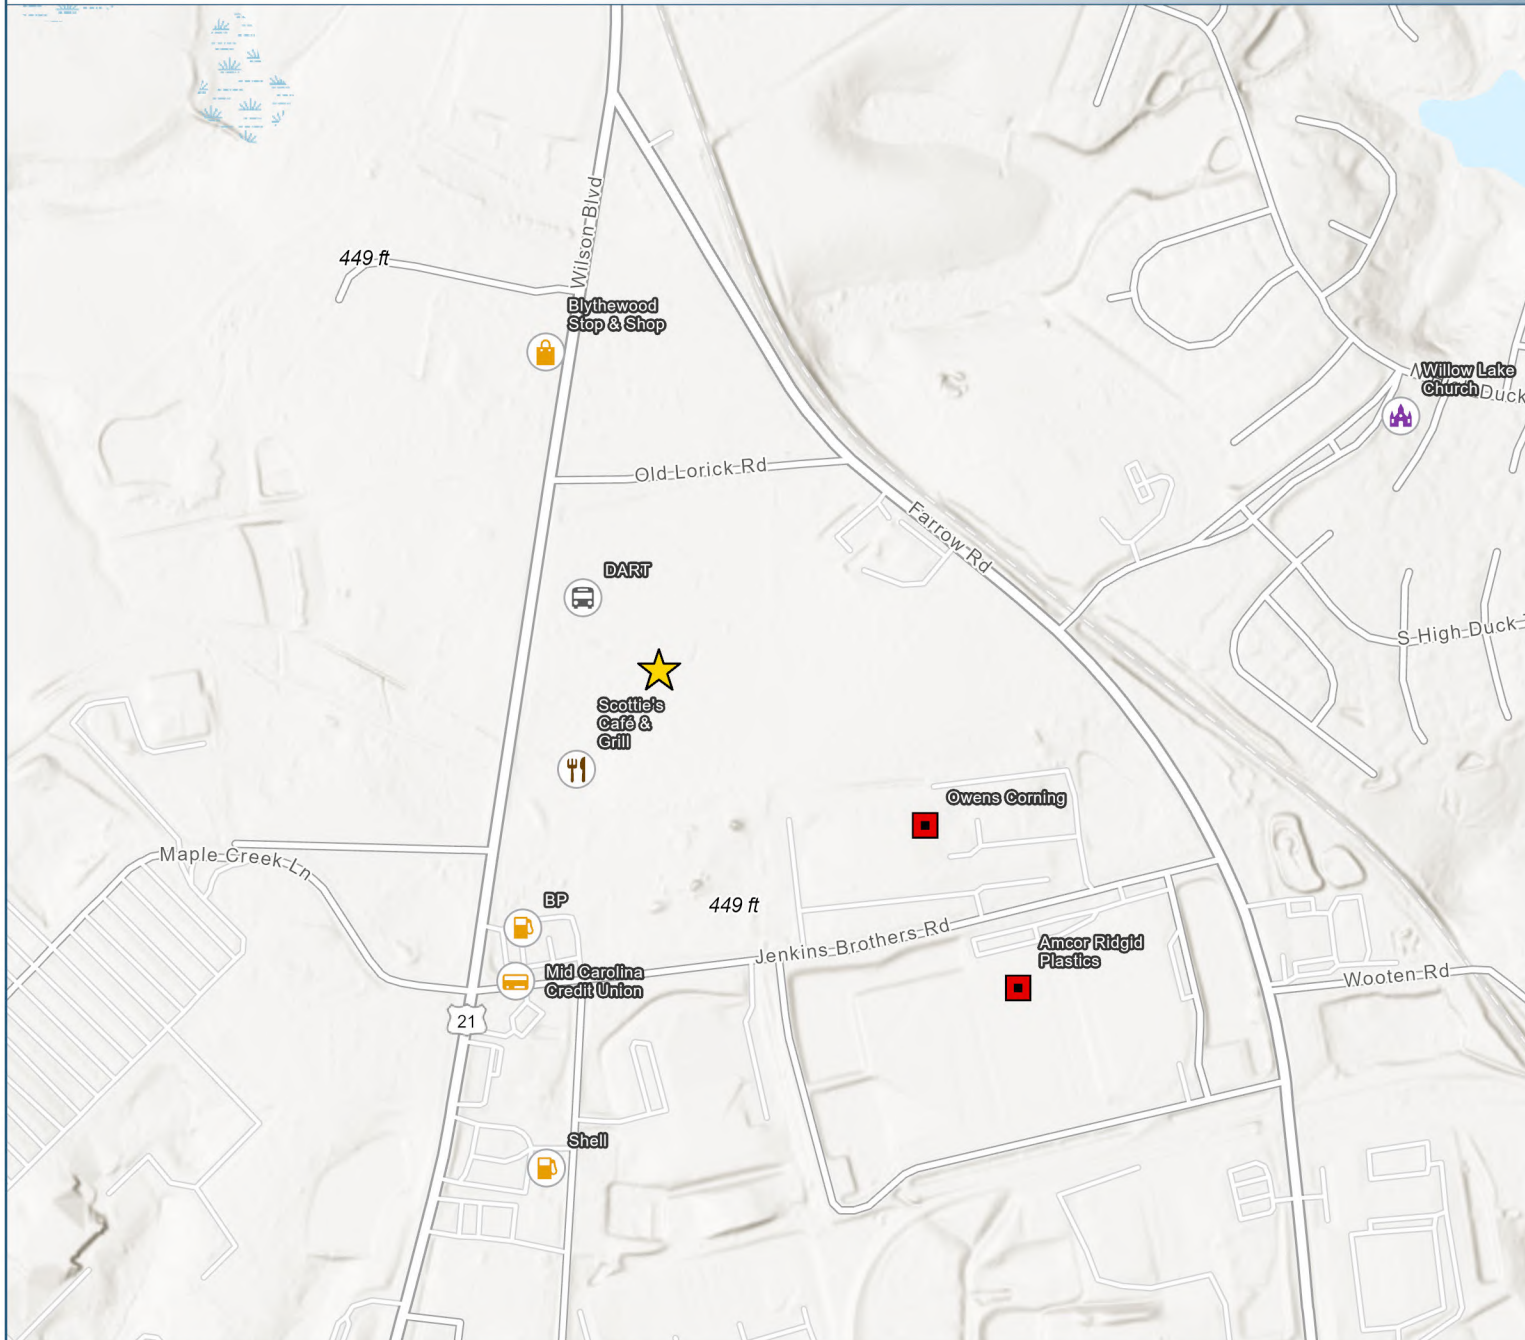 Wilson Blvd
449 ft
Blythewood
Stop & Shop
Willow Lake
Church
Duck
Old Lorick Rd
Farrow Rd
DART
S High Duck
Scottie's
Café &
Grill
Owens Corning
Maple Creek Ln
BP
449 ft
Jenkins Brothers Rd
Amcor Ridgid
Plastics
Mid Carolina
Credit Union
Wooten Rd
21
Shell